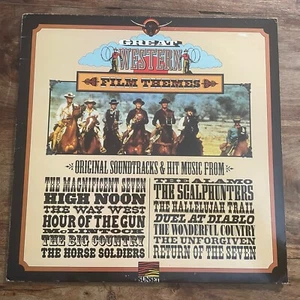 GREAT
WESTERN
FILM THEMES
ORIGINAL SOUNDTRACKS & HIT MUSIC FROM
THE MAGNIFICENT SEVEN
HIGH NOON
THE WAY WEST
HOUR OF THE GUN
McLINTOCK
THE BIG COUNTRY
THE HORSE SOLDIERS
THE ALAMO
THE SCALPHUNTERS
THE HALLELUJAH TRAIL
DUEL AT DIABLO
THE WONDERFUL COUNTRY
THE UNFORGIVEN
RETURN OF THE SEVEN
SUNSET